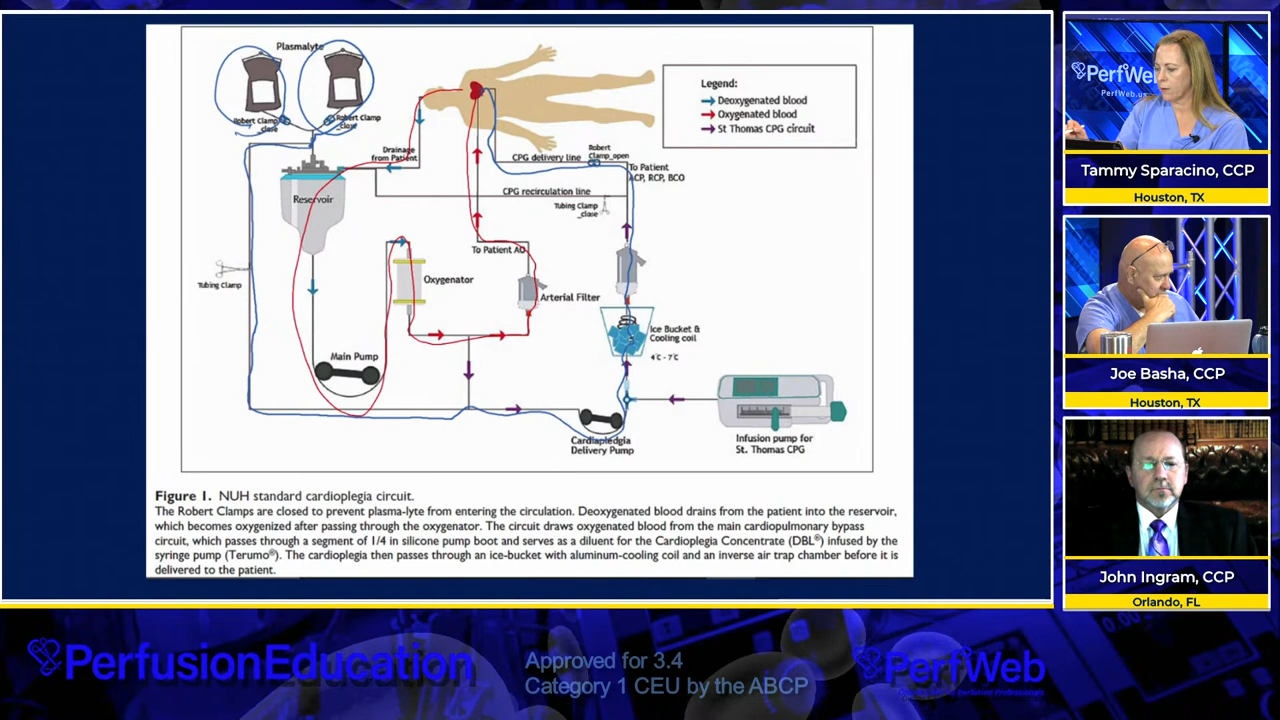 Plasmalyte
Robert Clamp
_close
Robert Clamp
_close
Drainage
from Patient
Reservoir
Tubing Clamp
Main Pump
Oxygenator
To Patient AO
Arterial Filter
CPG delivery line
Robert
Clamp_open
To Patient
ACP, RCP, BCO
CPG recirculation line
Tubing Clamp
_close
Ice Bucket &
Cooling coil
4°C - 7°C
Cardiapledgia
Delivery Pump
Infusion pump for
St. Thomas CPG
Legend:
Deoxygenated blood
Oxygenated blood
St Thomas CPG circuit
Figure 1. NUH standard cardioplegia circuit.
The Robert Clamps are closed to prevent plasma-lyte from entering the circulation. Deoxygenated blood drains from the patient into the reservoir,
which becomes oxygenized after passing through the oxygenator. The circuit draws oxygenated blood from the main cardiopulmonary bypass
circuit, which passes through a segment of 1/4 in silicone pump boot and serves as a diluent for the Cardioplegia Concentrate (DBL®) infused by the
syringe pump (Terumo®). The cardioplegia then passes through an ice-bucket with aluminum-cooling coil and an inverse air trap chamber before it is
delivered to the patient.
PerfWeb
PerfWeb.us
Tammy Sparacino, CCP
Houston, TX
Joe Basha, CCP
Houston, TX
John Ingram, CCP
Orlando, FL
PerfusionEducation
Approved for 3.4
Category 1 CEU by the ABCP
PerfWeb